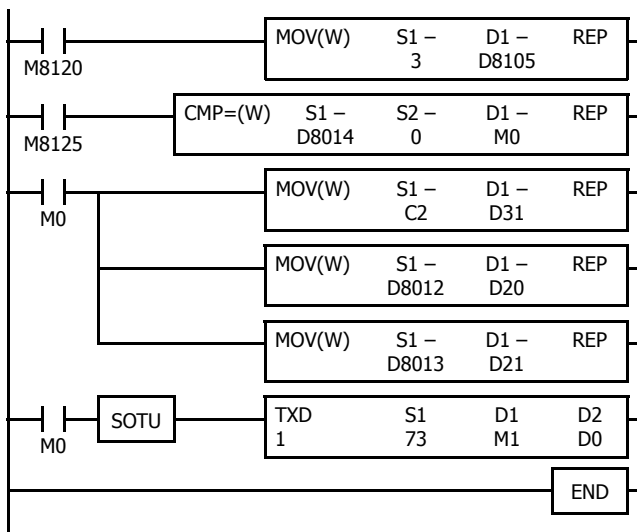 MOV(W) S1 – D1 – REP
3 D8105
M8120
CMP=(W) S1 – S2 – D1 – REP
D8014 0 M0
M8125
MOV(W) S1 – D1 – REP
C2 D31
M0
MOV(W) S1 – D1 – REP
D8012 D20
MOV(W) S1 – D1 – REP
D8013 D21
SOTU TXD S1 D1 D2
1 73 M1 D0
M0
END